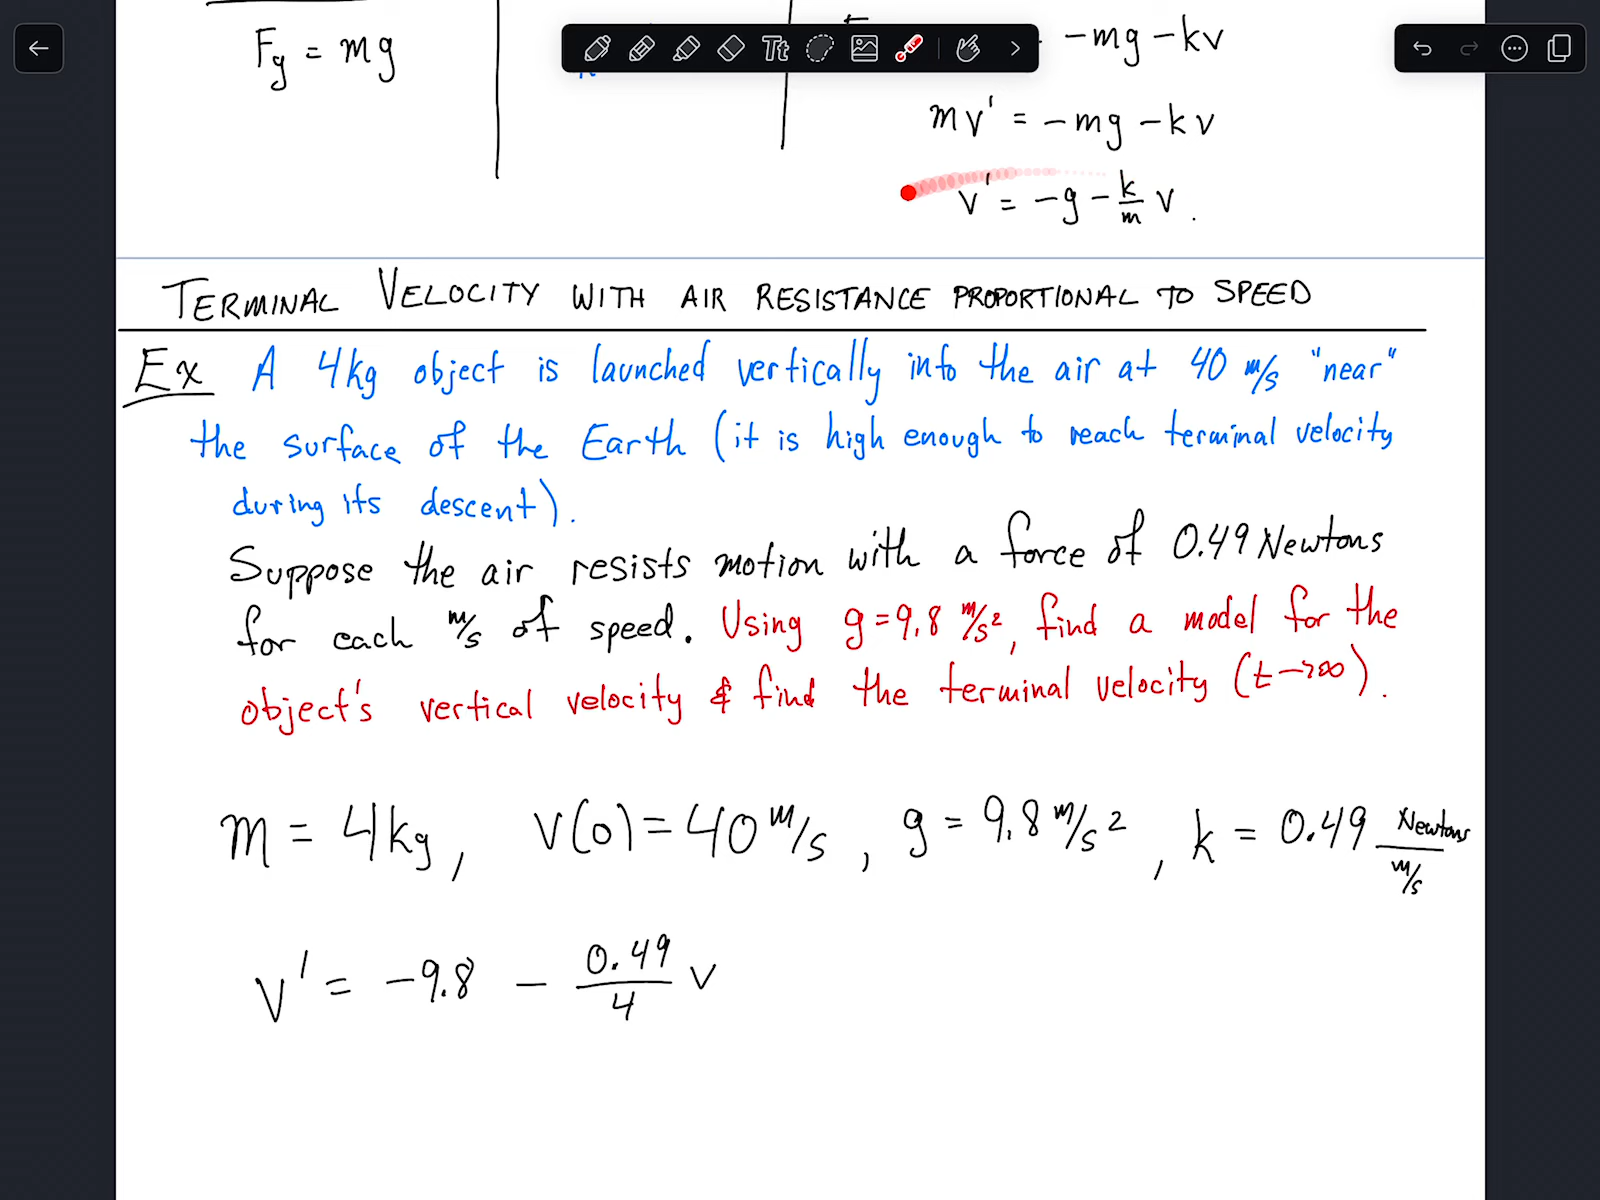 F_g = mg
-mg -kv
mv' = -mg -kv
v' = -g - k/m v .
TERMINAL VELOCITY WITH AIR RESISTANCE PROPORTIONAL TO SPEED
Ex A 4kg object is launched vertically into the air at 40 m/s "near"
the surface of the Earth (it is high enough to reach terminal velocity
during its descent).
Suppose the air resists motion with a force of 0.49 Newtons
for each m/s of speed. Using g = 9.8 m/s², find a model for the
object's vertical velocity & find the terminal velocity (t→∞).
m = 4kg, v(0) = 40 m/s, g = 9.8 m/s², k = 0.49 Newtons / m/s
v' = -9.8 - 0.49/4 v